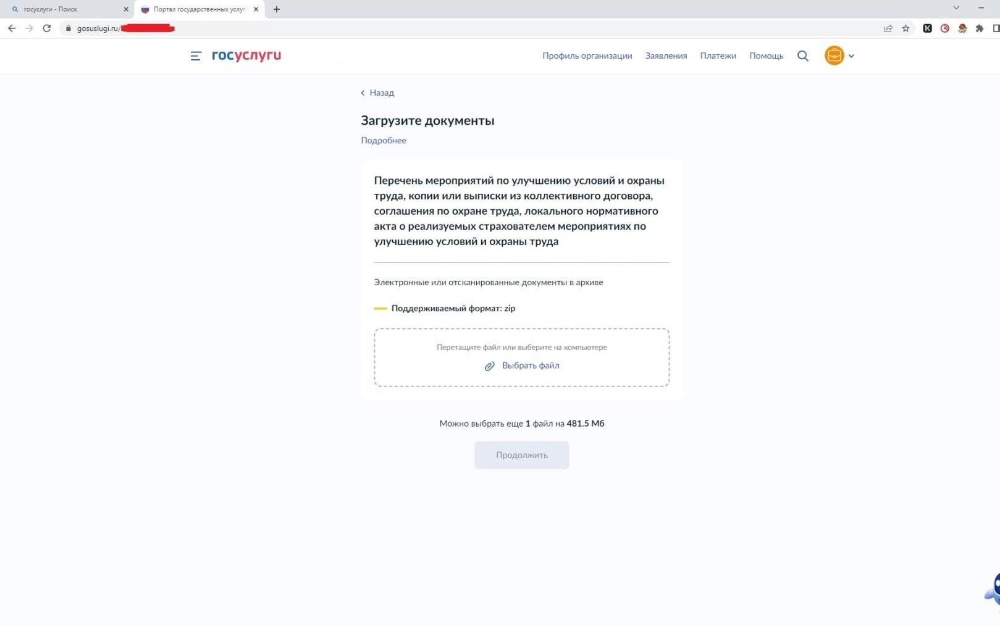 госуслуги - Поиск
Портал государственных услуг
gosuslugi.ru/
госуслуги
Профиль организации
Заявления
Платежи
Помощь
Назад
Загрузите документы
Подробнее
Перечень мероприятий по улучшению условий и охраны
труда, копии или выписки из коллективного договора,
соглашения по охране труда, локального нормативного
акта о реализуемых страхователем мероприятиях по
улучшению условий и охраны труда
Электронные или отсканированные документы в архиве
Поддерживаемый формат: zip
Перетащите файл или выберите на компьютере
Выбрать файл
Можно выбрать еще 1 файл на 481.5 Мб
Продолжить